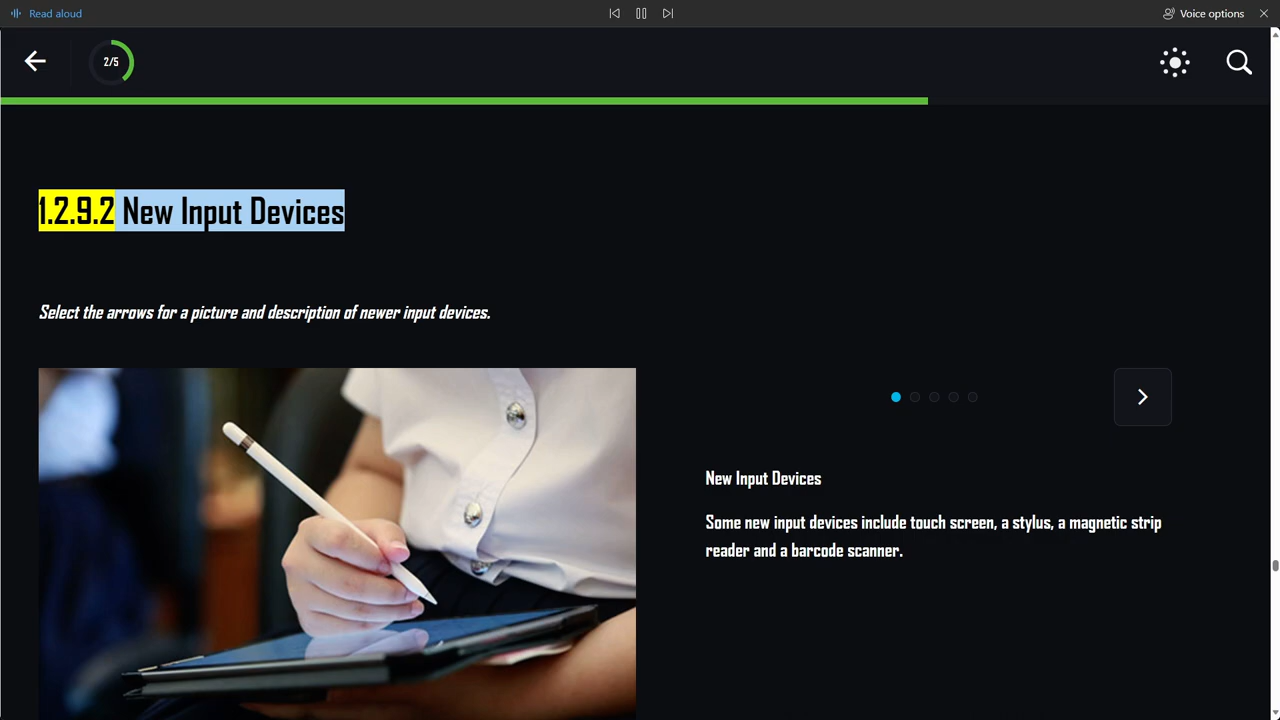 Read aloud
Voice options
2/5
1.2.9.2 New Input Devices
Select the arrows for a picture and description of newer input devices.
New Input Devices
Some new input devices include touch screen, a stylus, a magnetic strip
reader and a barcode scanner.